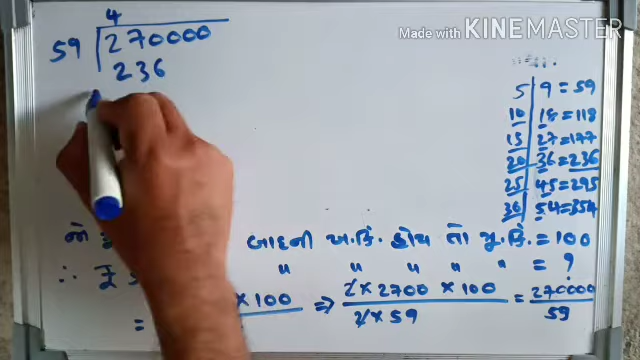 Made with KINEMASTER
4
59 270000
236
5 9 = 59
10 18 = 118
15 27 = 177
20 36 = 236
25 45 = 295
30 54 = 354
જો બાદની અ.કિં. હોય તો મૂ.કિં. = 100
∴ ₹ " " " " " = ?
= × 100 ⇒ 2 × 2700 × 100 = 270000
2 × 59 59